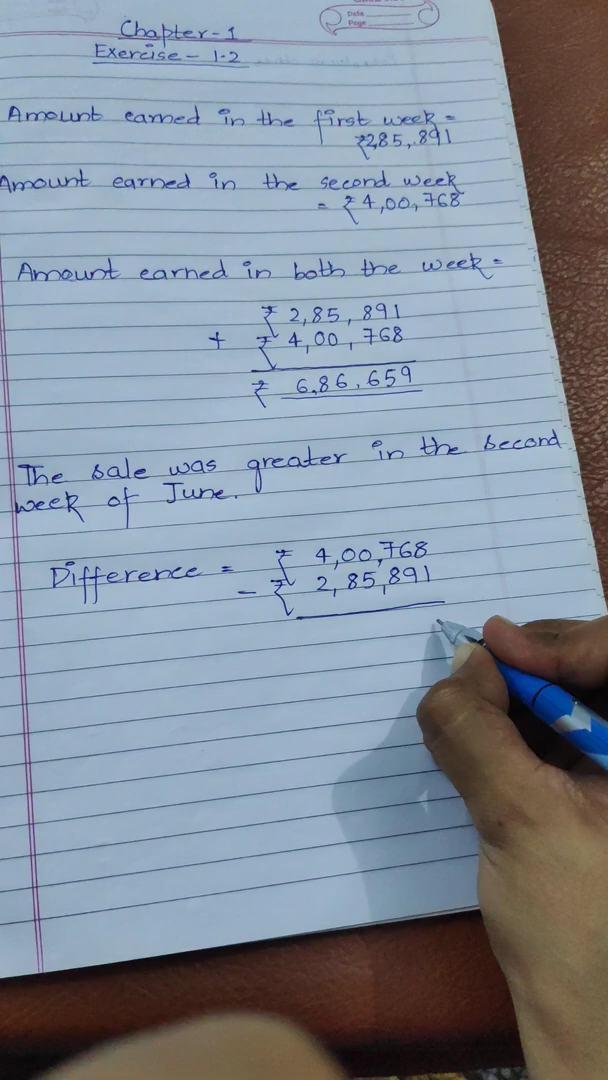 Date
Page
Chapter-1
Exercise - 1.2
Amount earned in the first week =
₹285,891
Amount earned in the second week
= ₹4,00,768
Amount earned in both the week=
₹ 2,85,891
+ ₹ 4,00,768
₹ 6,86,659
The sale was greater in the second
week of June.
Difference = ₹ 4,00,768
- ₹ 2,85,891